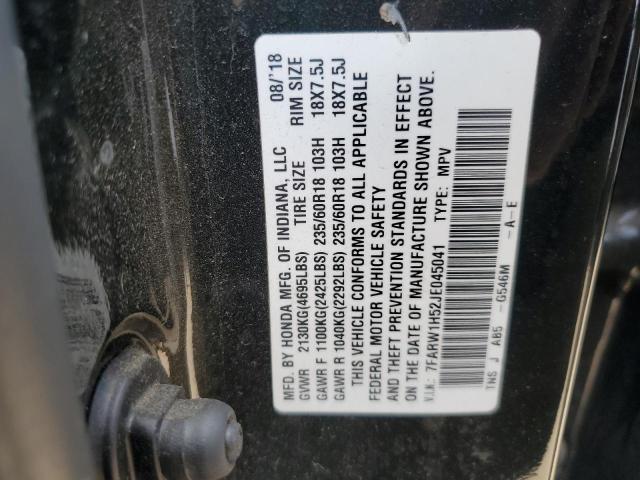 MFD. BY HONDA MFG. OF INDIANA, LLC 08/'18
GVWR 2130KG(4695LBS) TIRE SIZE RIM SIZE
GAWR F 1100KG(2425LBS) 235/60R18 103H 18X7.5J
GAWR R 1040KG(2292LBS) 235/60R18 103H 18X7.5J
THIS VEHICLE CONFORMS TO ALL APPLICABLE
FEDERAL MOTOR VEHICLE SAFETY
AND THEFT PREVENTION STANDARDS IN EFFECT
ON THE DATE OF MANUFACTURE SHOWN ABOVE.
V.I.N.: 7FARW1H52JE045041 TYPE: MPV
TNS J AB5 G546M -A-E